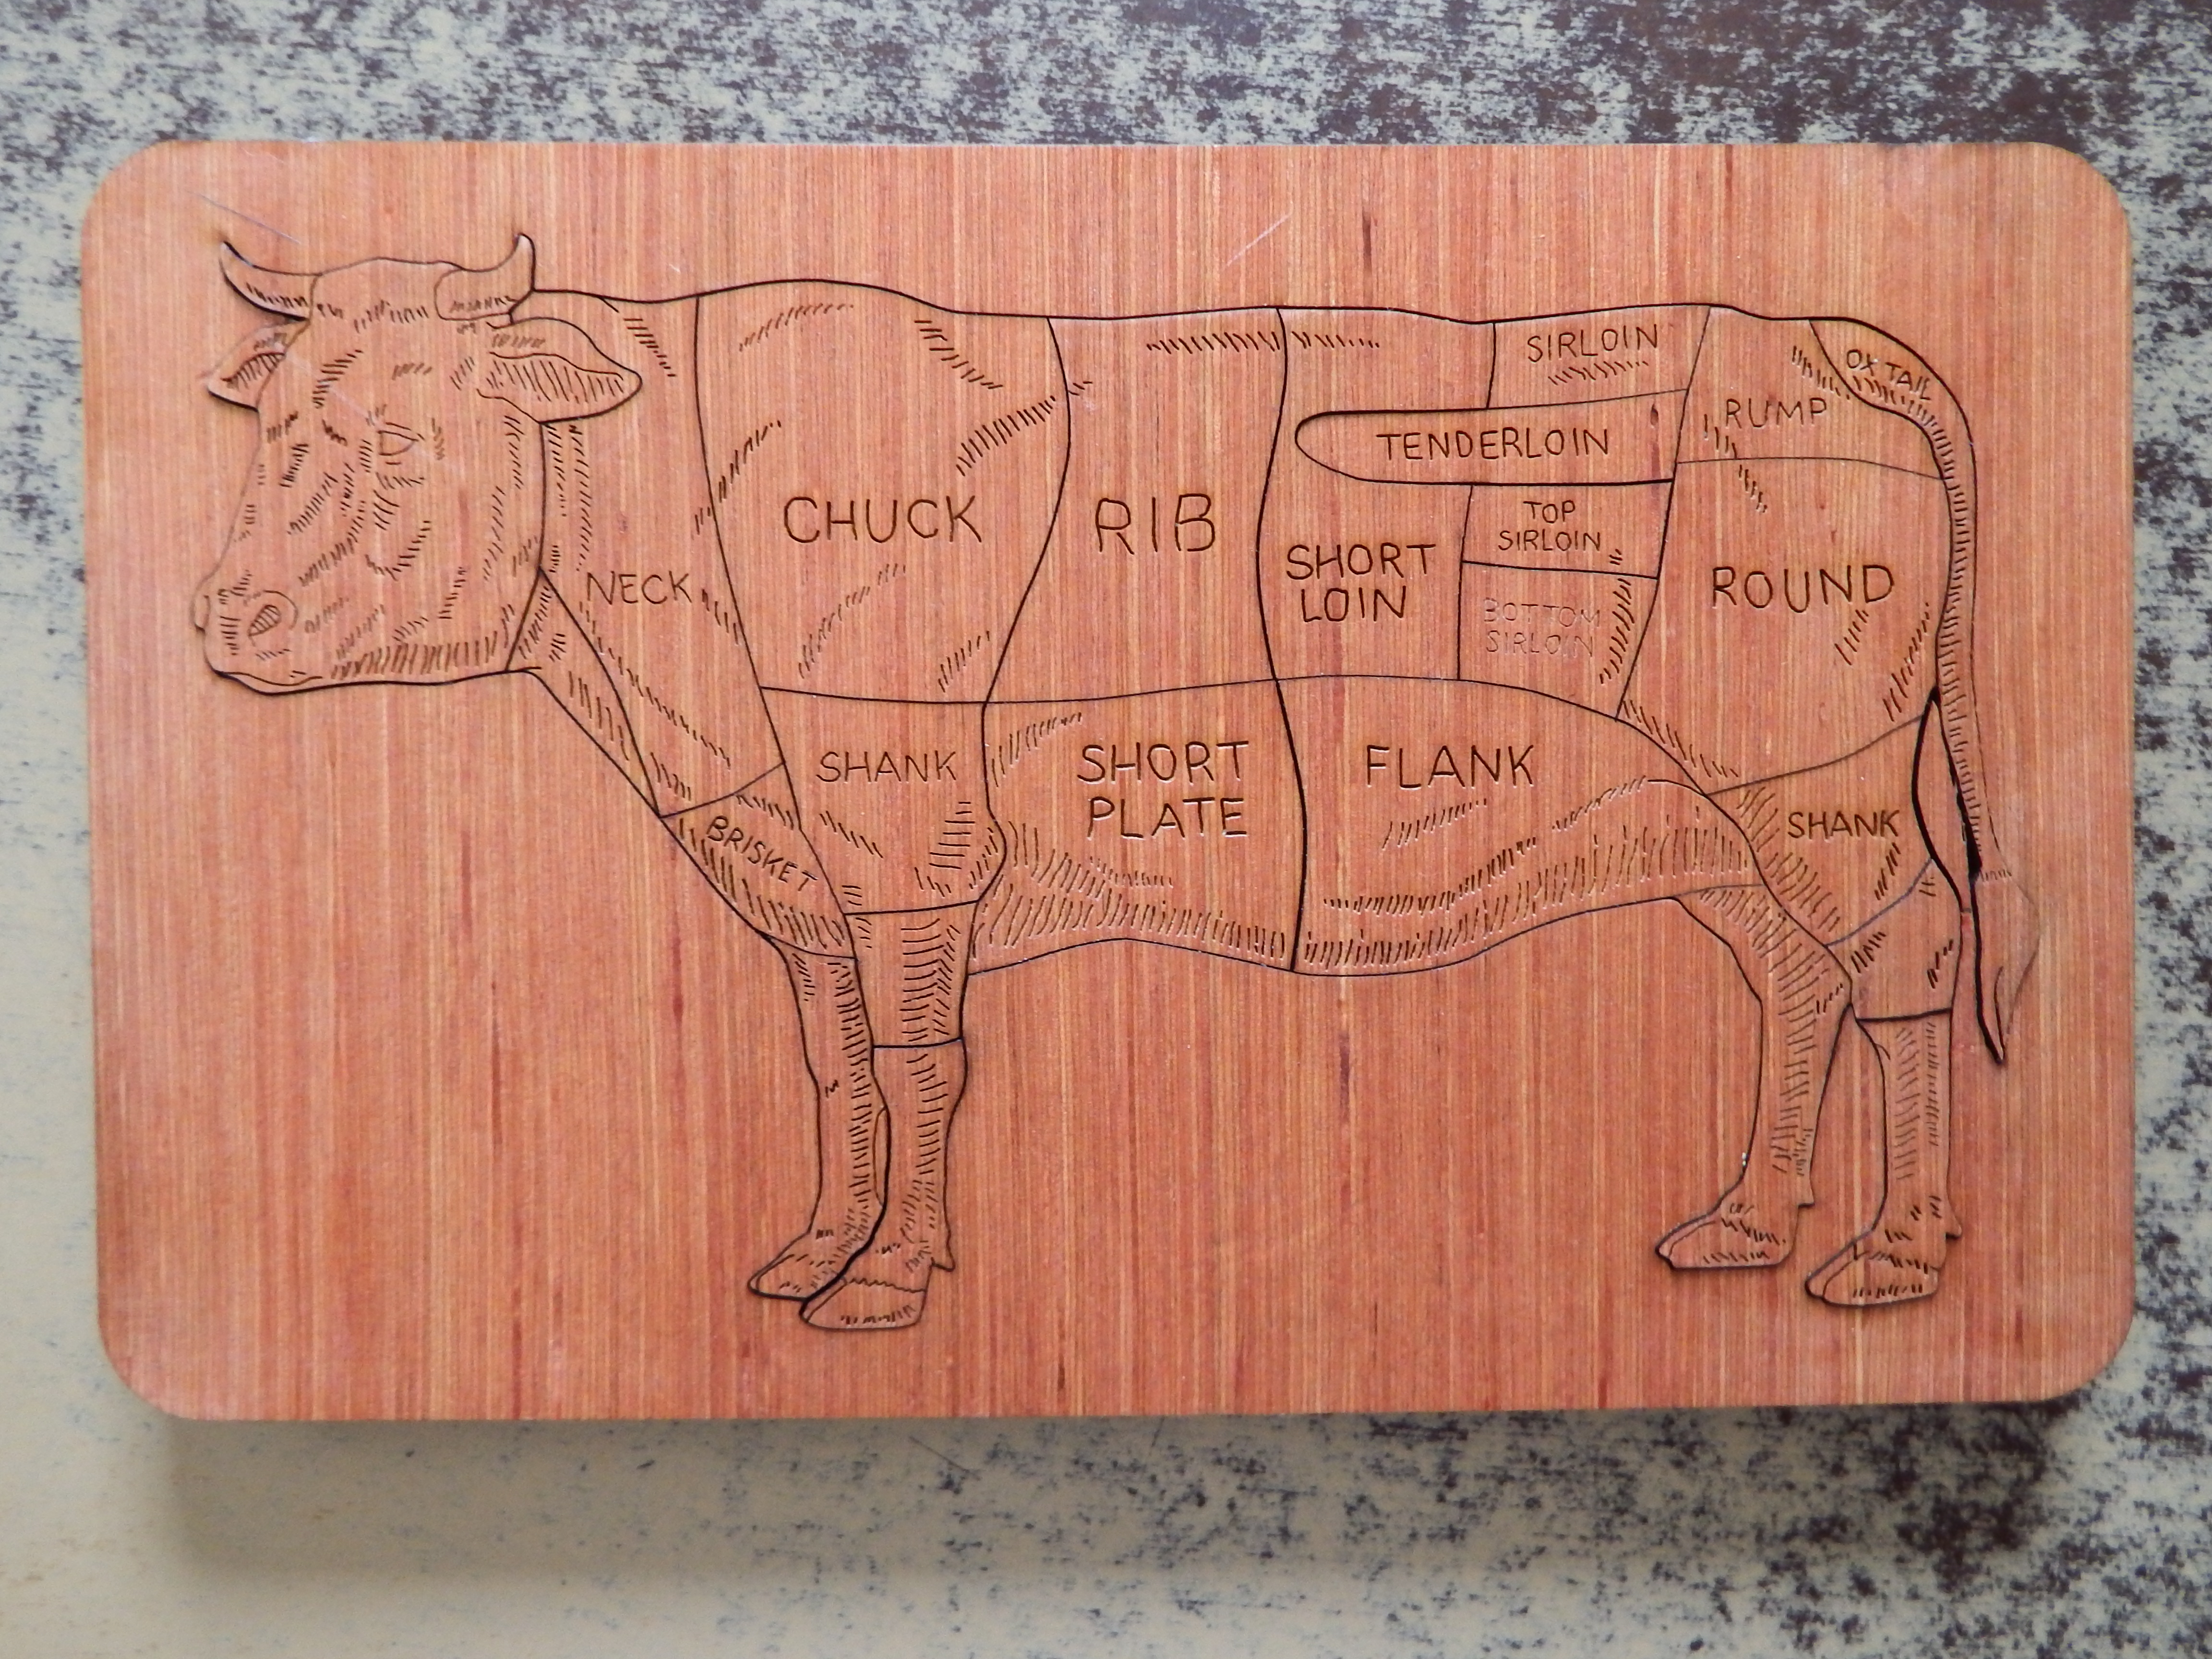 SIRLOIN
OX TAIL
RUMP
TENDERLOIN
CHUCK
RIB
TOP
SIRLOIN
SHORT
LOIN
NECK
ROUND
BOTTOM
SIRLOIN
SHANK
SHORT
PLATE
FLANK
SHANK
BRISKET